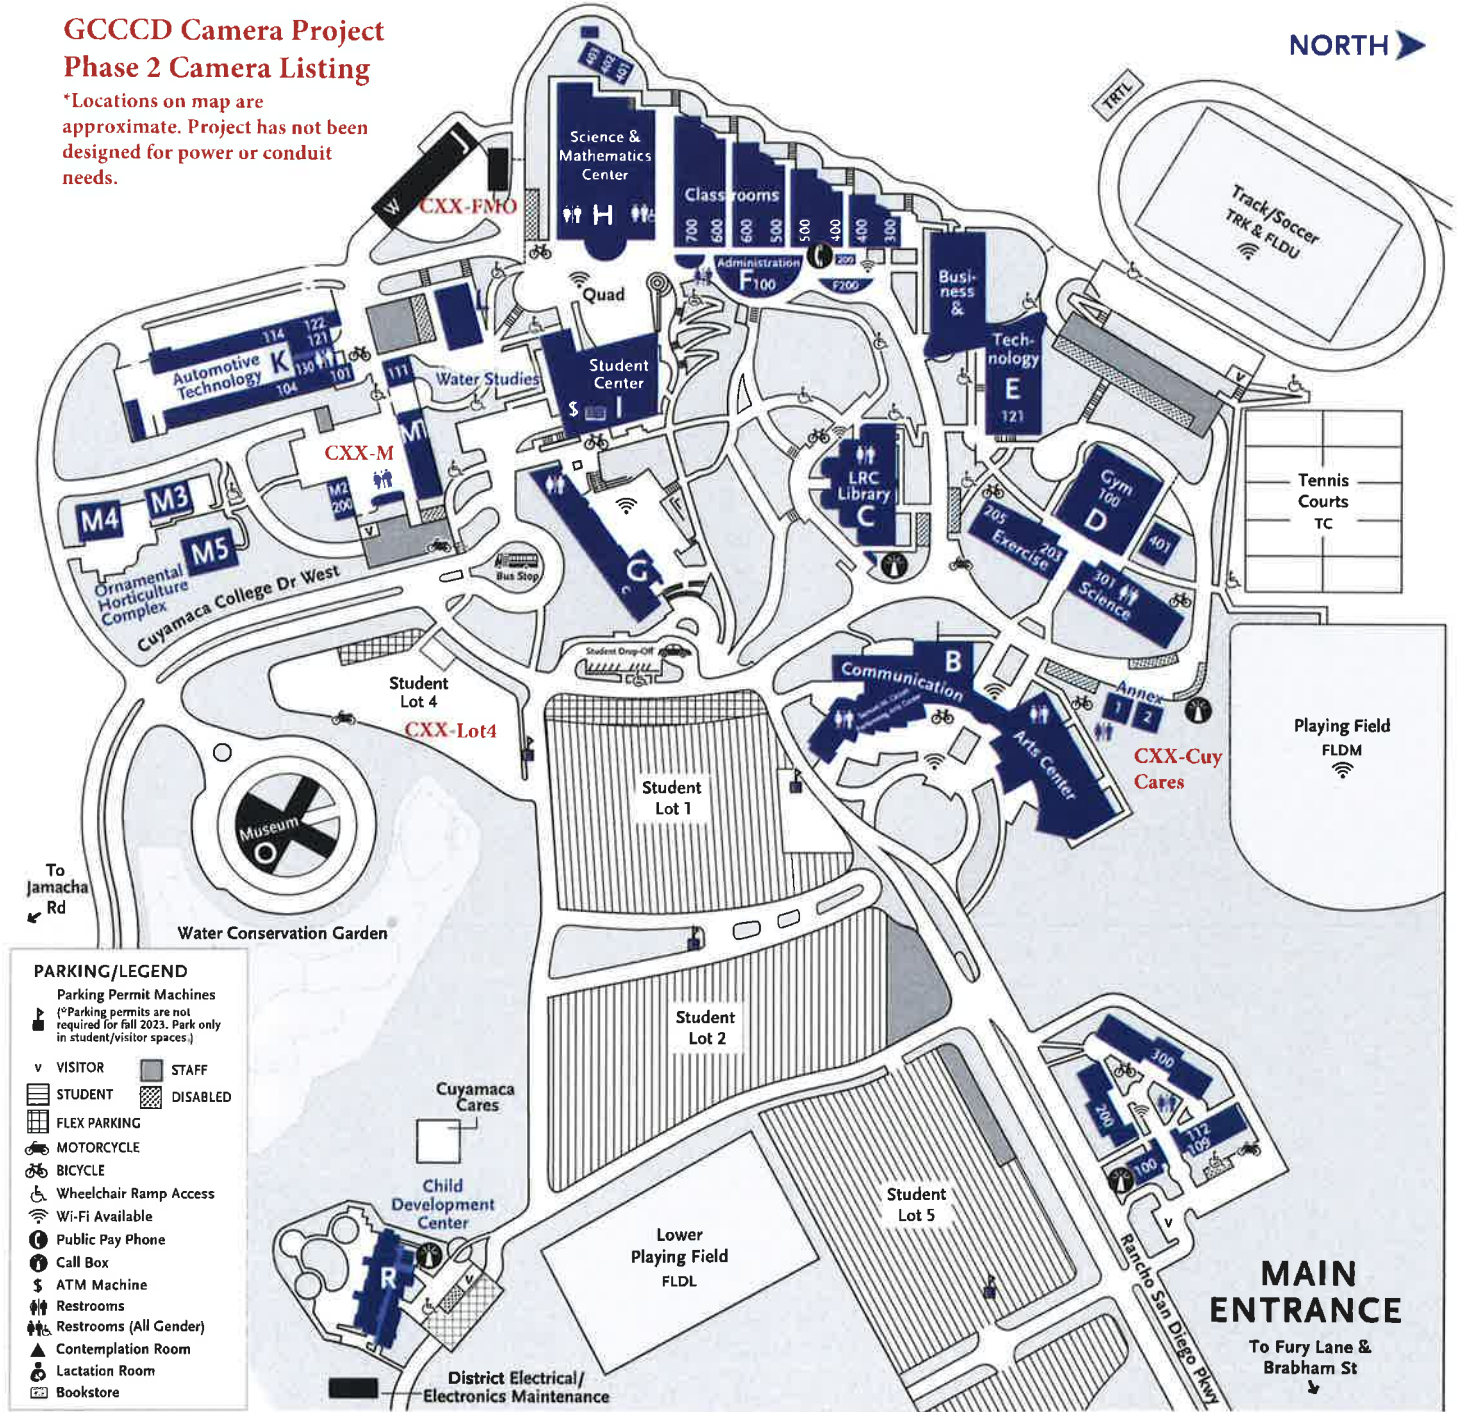 GCCCD Camera Project
Phase 2 Camera Listing
*Locations on map are
approximate. Project has not been
designed for power or conduit
needs.
NORTH
403
402
401
TRTL
Science &
Mathematics
Center
H
J
W
CXX-FMO
Classrooms
700
600
600
500
500
400
400
300
Administration
F100
200
F200
Quad
Track/Soccer
TRK & FLDU
Busi-
ness
&
Tech-
nology
E
121
L
114
122
121
Automotive
Technology
K
130
101
104
111
Water Studies
Student
Center
$
I
V
M1
CXX-M
M2
200
V
M3
M4
M5
Ornamental
Horticulture
Complex
Cuyamaca College Dr West
Bus Stop
G
LRC
Library
C
Gym
100
D
401
205
Exercise
203
301
Science
Tennis
Courts
TC
Student Drop-Off
Student
Lot 4
CXX-Lot4
B
Communication
Arts Center
Annex
1
2
CXX-Cuy
Cares
Playing Field
FLDM
Student
Lot 1
Museum
O
To
Jamacha
Rd
Water Conservation Garden
Student
Lot 2
PARKING/LEGEND
Parking Permit Machines
(*Parking permits are not
required for fall 2023. Park only
in student/visitor spaces.)
V VISITOR
STAFF
STUDENT
DISABLED
FLEX PARKING
MOTORCYCLE
BICYCLE
Wheelchair Ramp Access
Wi-Fi Available
Public Pay Phone
Call Box
$ ATM Machine
Restrooms
Restrooms (All Gender)
Contemplation Room
Lactation Room
Bookstore
Cuyamaca
Cares
Child
Development
Center
R
V
Lower
Playing Field
FLDL
Student
Lot 5
300
200
112
109
100
V
Rancho San Diego Pkwy
MAIN
ENTRANCE
To Fury Lane &
Brabham St
District Electrical/
Electronics Maintenance